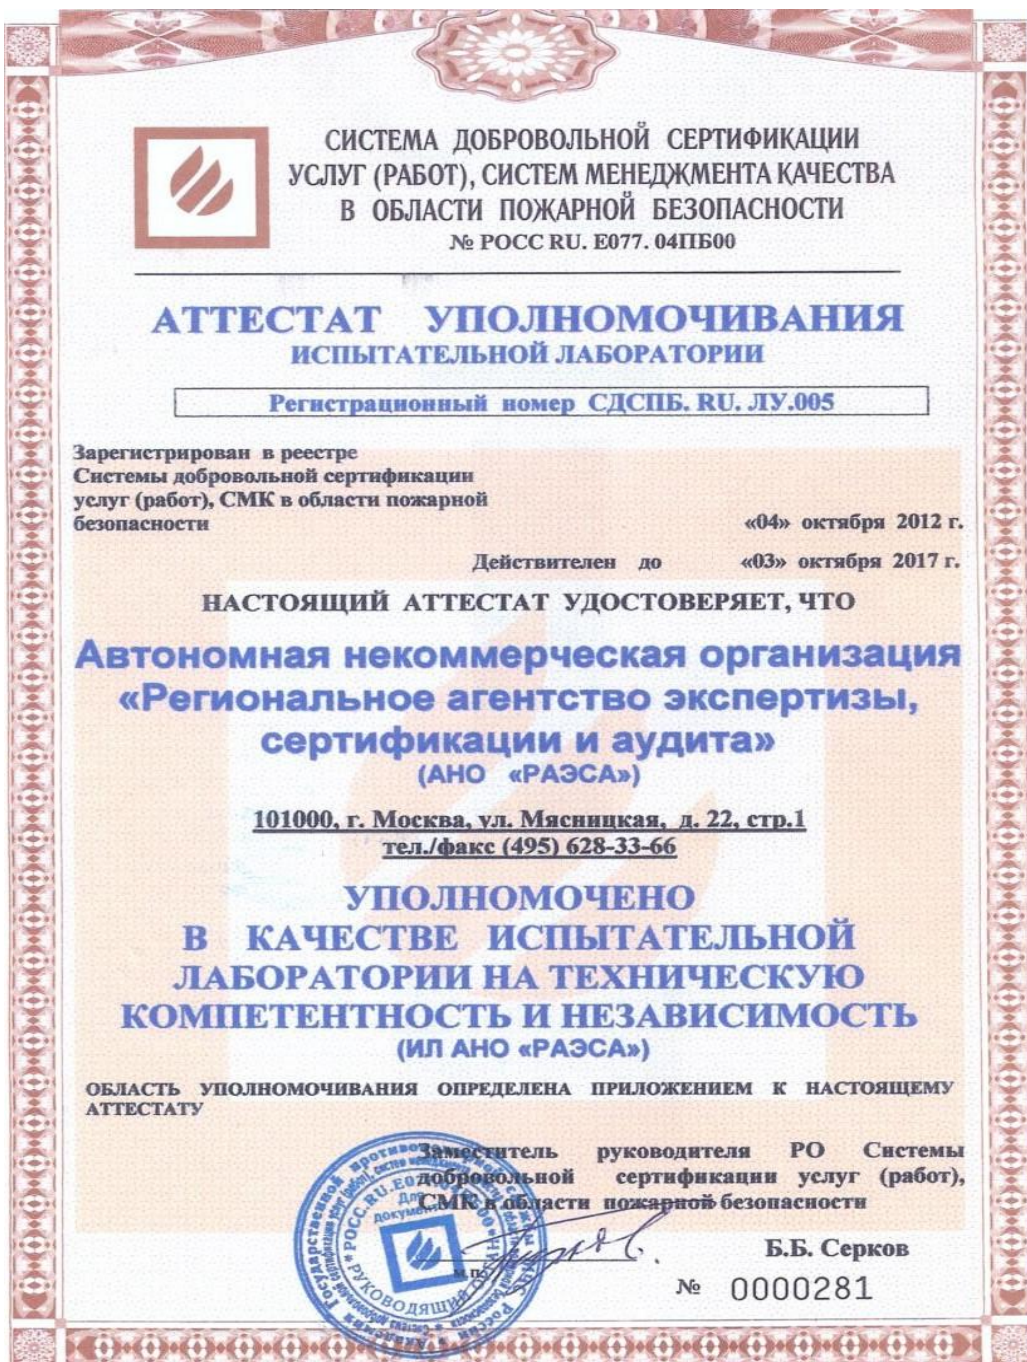 СИСТЕМА ДОБРОВОЛЬНОЙ СЕРТИФИКАЦИИ
УСЛУГ (РАБОТ), СИСТЕМ МЕНЕДЖМЕНТА КАЧЕСТВА
В ОБЛАСТИ ПОЖАРНОЙ БЕЗОПАСНОСТИ
№ РОСС RU. Е077. 04ПБ00
АТТЕСТАТ УПОЛНОМОЧИВАНИЯ
ИСПЫТАТЕЛЬНОЙ ЛАБОРАТОРИИ
Регистрационный номер СДСПБ. RU. ЛУ.005
Зарегистрирован в реестре
Системы добровольной сертификации
услуг (работ), СМК в области пожарной
безопасности «04» октября 2012 г.
Действителен до «03» октября 2017 г.
НАСТОЯЩИЙ АТТЕСТАТ УДОСТОВЕРЯЕТ, ЧТО
Автономная некоммерческая организация
«Региональное агентство экспертизы,
сертификации и аудита»
(АНО «РАЭСА»)
101000, г. Москва, ул. Мясницкая, д. 22, стр.1
тел./факс (495) 628-33-66
УПОЛНОМОЧЕНО
В КАЧЕСТВЕ ИСПЫТАТЕЛЬНОЙ
ЛАБОРАТОРИИ НА ТЕХНИЧЕСКУЮ
КОМПЕТЕНТНОСТЬ И НЕЗАВИСИМОСТЬ
(ИЛ АНО «РАЭСА»)
ОБЛАСТЬ УПОЛНОМОЧИВАНИЯ ОПРЕДЕЛЕНА ПРИЛОЖЕНИЕМ К НАСТОЯЩЕМУ
АТТЕСТАТУ
Заместитель руководителя РО Системы
добровольной сертификации услуг (работ),
СМК в области пожарной безопасности
Б.Б. Серков
М.П.
№ 0000281
Для
документов
РУКОВОДЯЩИЙ ОРГАН